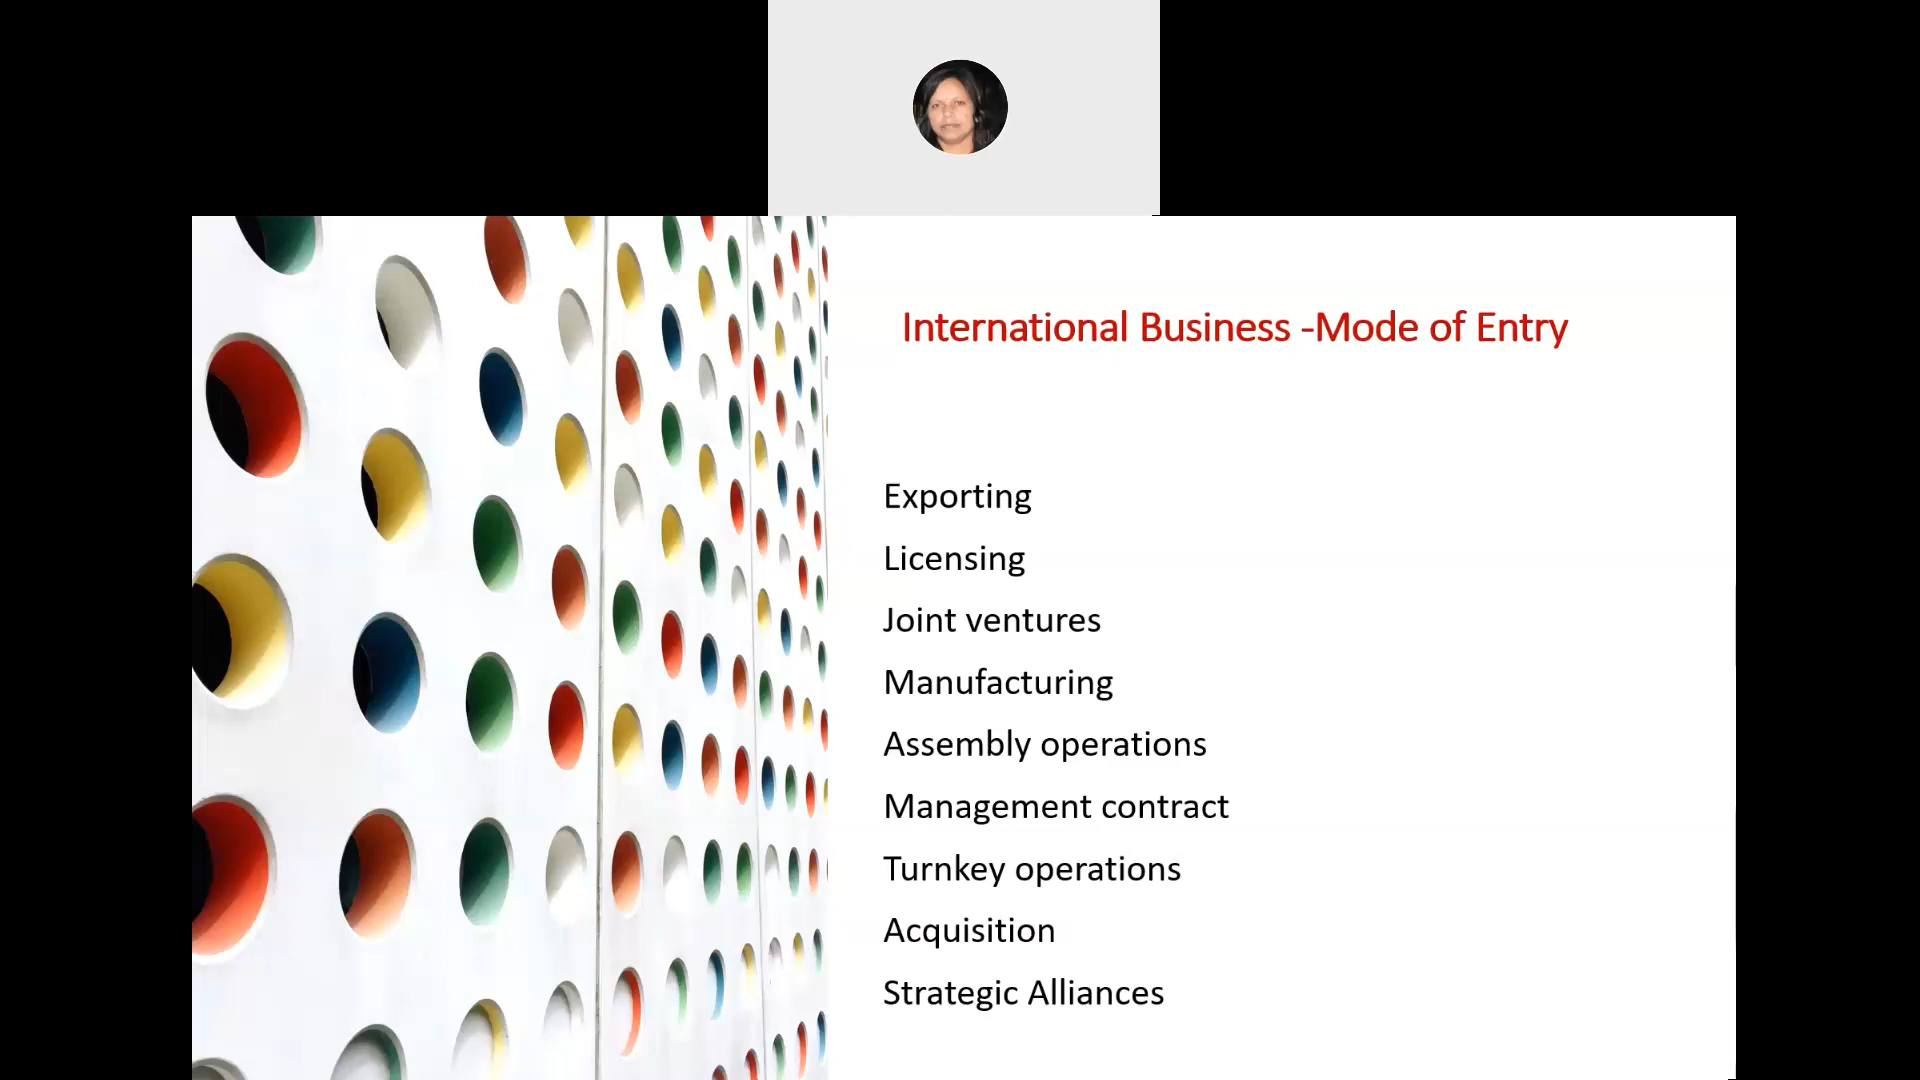 International Business -Mode of Entry
Exporting
Licensing
Joint ventures
Manufacturing
Assembly operations
Management contract
Turnkey operations
Acquisition
Strategic Alliances